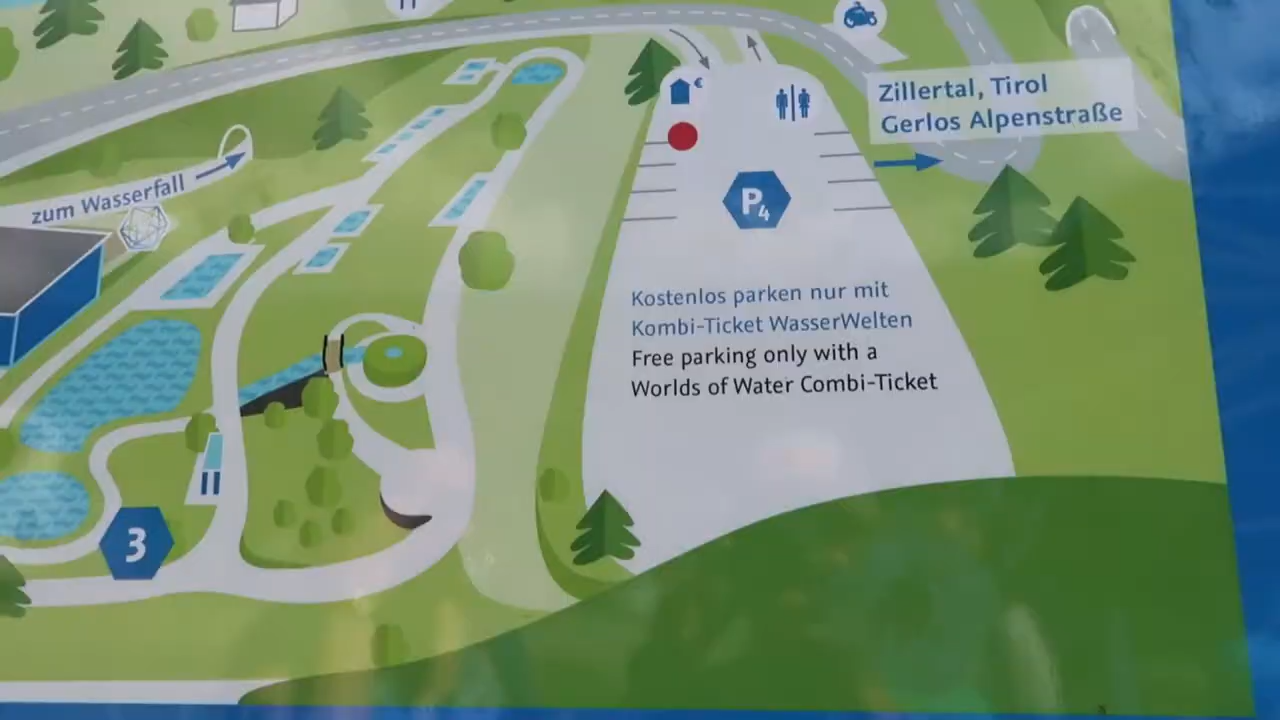 €
Zillertal, Tirol
Gerlos Alpenstraße
zum Wasserfall
P4
Kostenlos parken nur mit
Kombi-Ticket WasserWelten
Free parking only with a
Worlds of Water Combi-Ticket
3